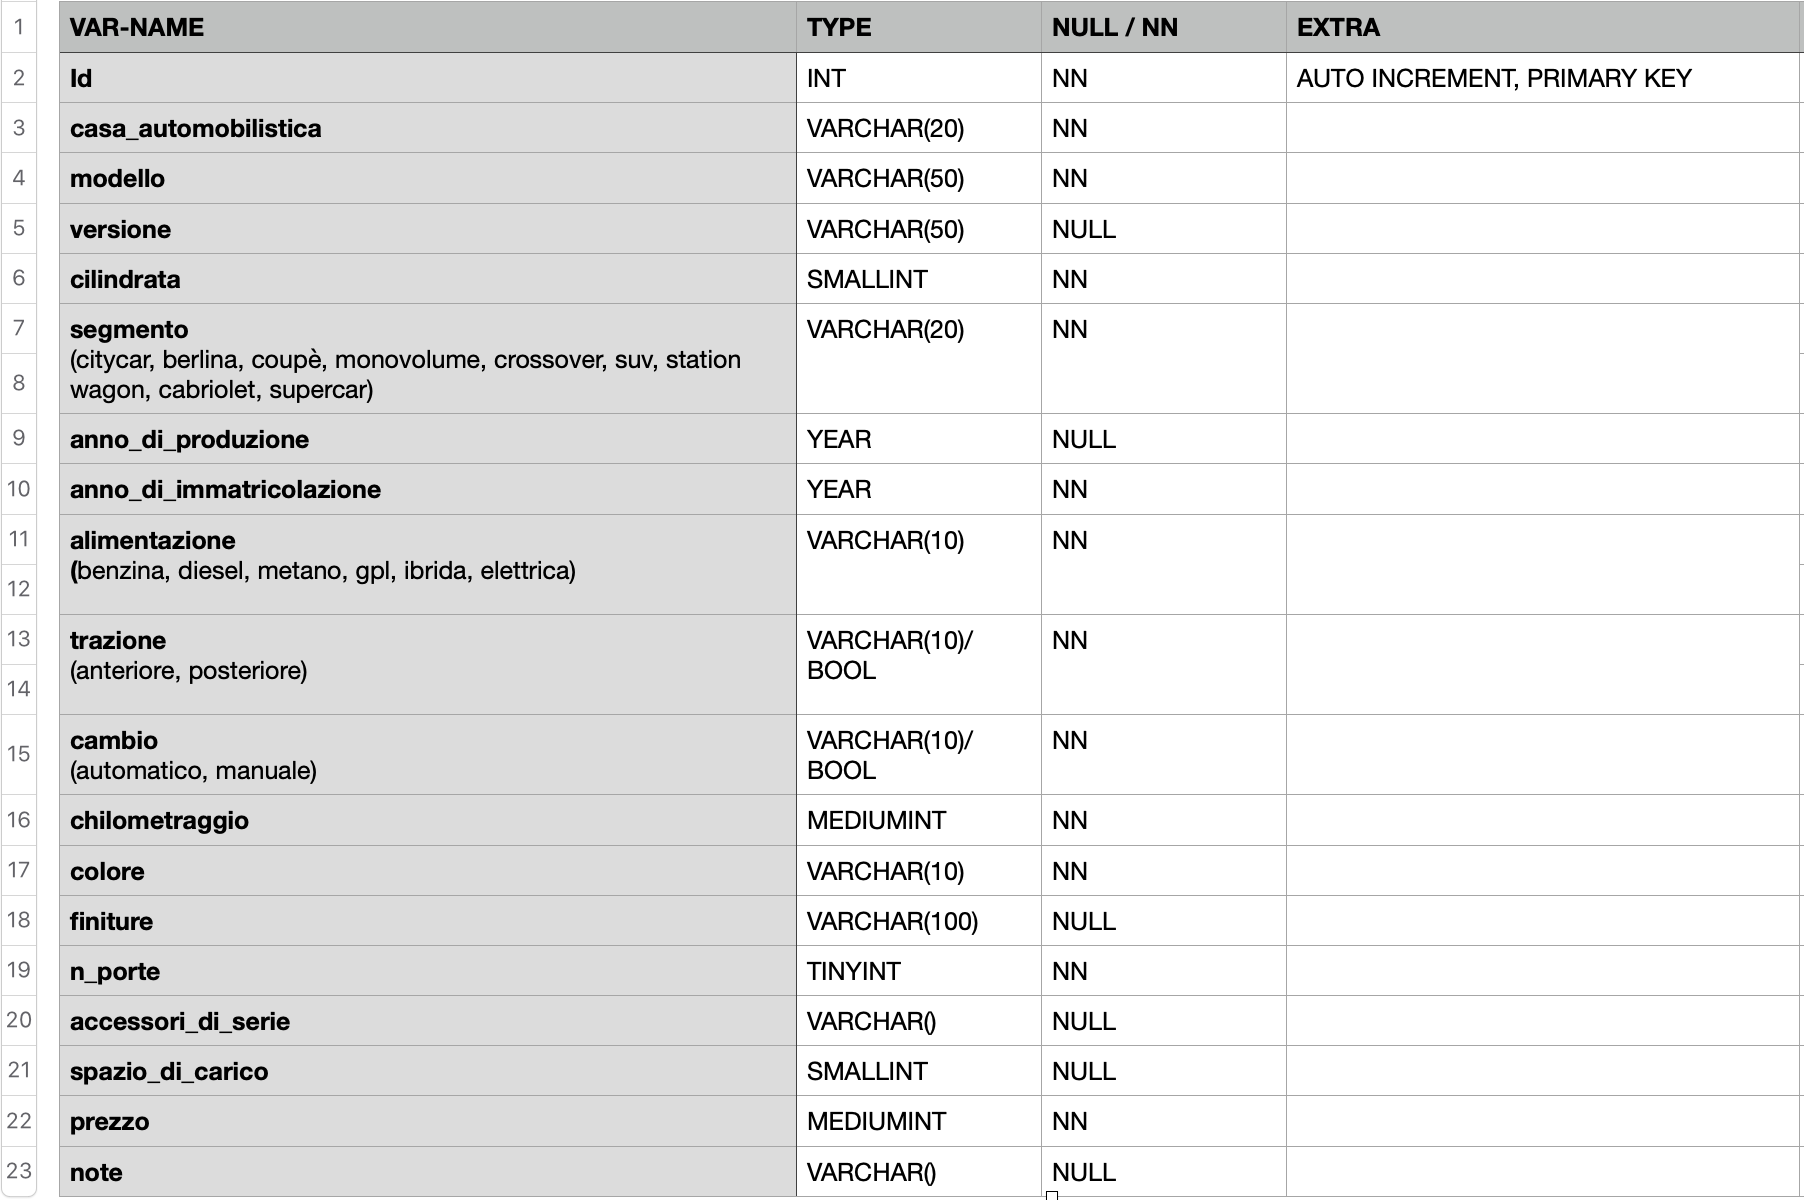 1 VAR-NAME TYPE NULL / NN EXTRA
2 Id INT NN AUTO INCREMENT, PRIMARY KEY
3 casa_automobilistica VARCHAR(20) NN
4 modello VARCHAR(50) NN
5 versione VARCHAR(50) NULL
6 cilindrata SMALLINT NN
7 segmento VARCHAR(20) NN
(citycar, berlina, coupè, monovolume, crossover, suv, station
8 wagon, cabriolet, supercar)
9 anno_di_produzione YEAR NULL
10 anno_di_immatricolazione YEAR NN
11 alimentazione VARCHAR(10) NN
(benzina, diesel, metano, gpl, ibrida, elettrica)
12
13 trazione VARCHAR(10)/ NN
(anteriore, posteriore) BOOL
14
cambio VARCHAR(10)/ NN
15 (automatico, manuale) BOOL
16 chilometraggio MEDIUMINT NN
17 colore VARCHAR(10) NN
18 finiture VARCHAR(100) NULL
19 n_porte TINYINT NN
20 accessori_di_serie VARCHAR() NULL
21 spazio_di_carico SMALLINT NULL
22 prezzo MEDIUMINT NN
23 note VARCHAR() NULL